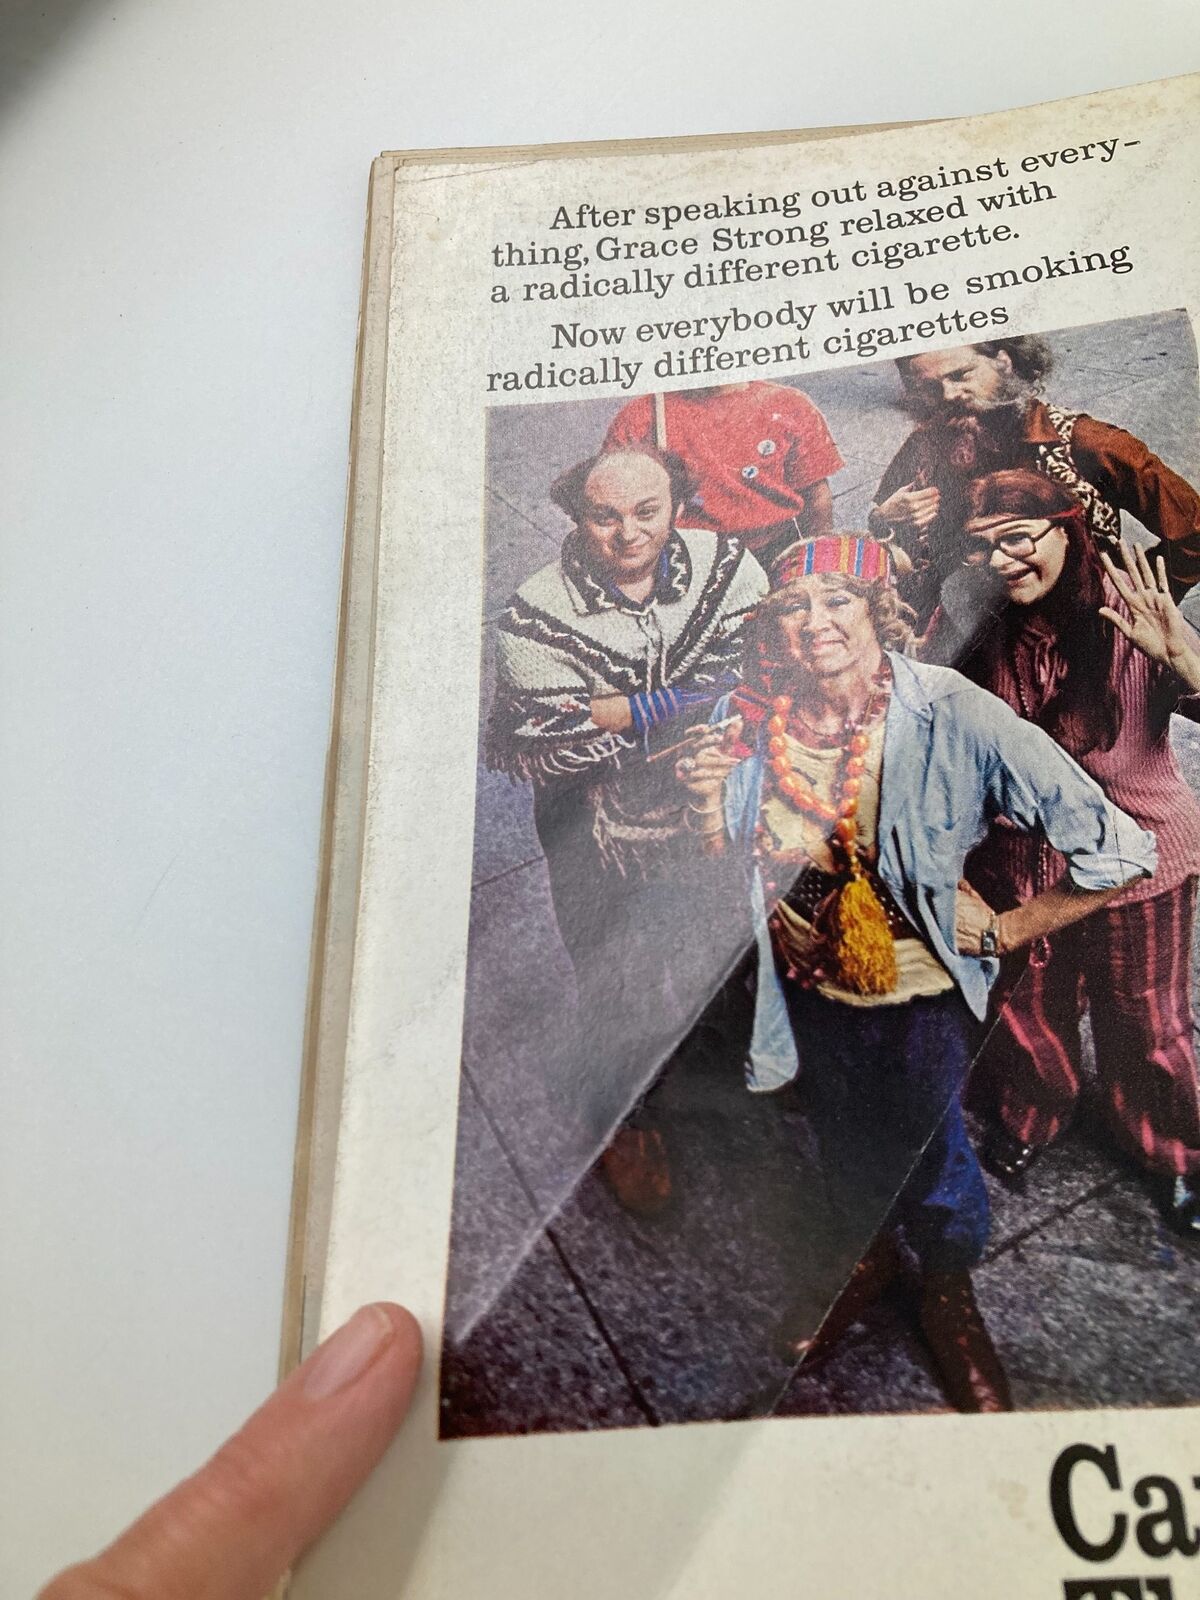 After speaking out against every-
thing, Grace Strong relaxed with
a radically different cigarette.
Now everybody will be smoking
radically different cigarettes